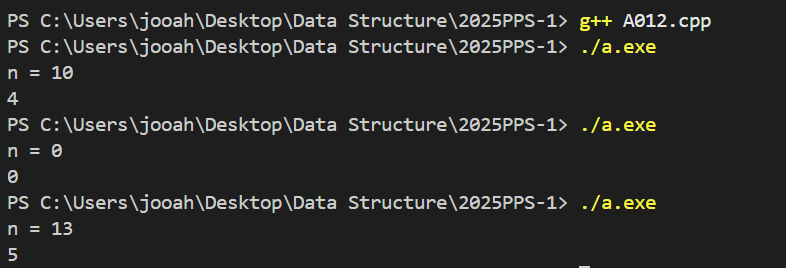 PS C:\Users\jooah\Desktop\Data Structure\2025PPS-1> g++ A012.cpp
PS C:\Users\jooah\Desktop\Data Structure\2025PPS-1> ./a.exe
n = 10
4
PS C:\Users\jooah\Desktop\Data Structure\2025PPS-1> ./a.exe
n = 0
0
PS C:\Users\jooah\Desktop\Data Structure\2025PPS-1> ./a.exe
n = 13
5